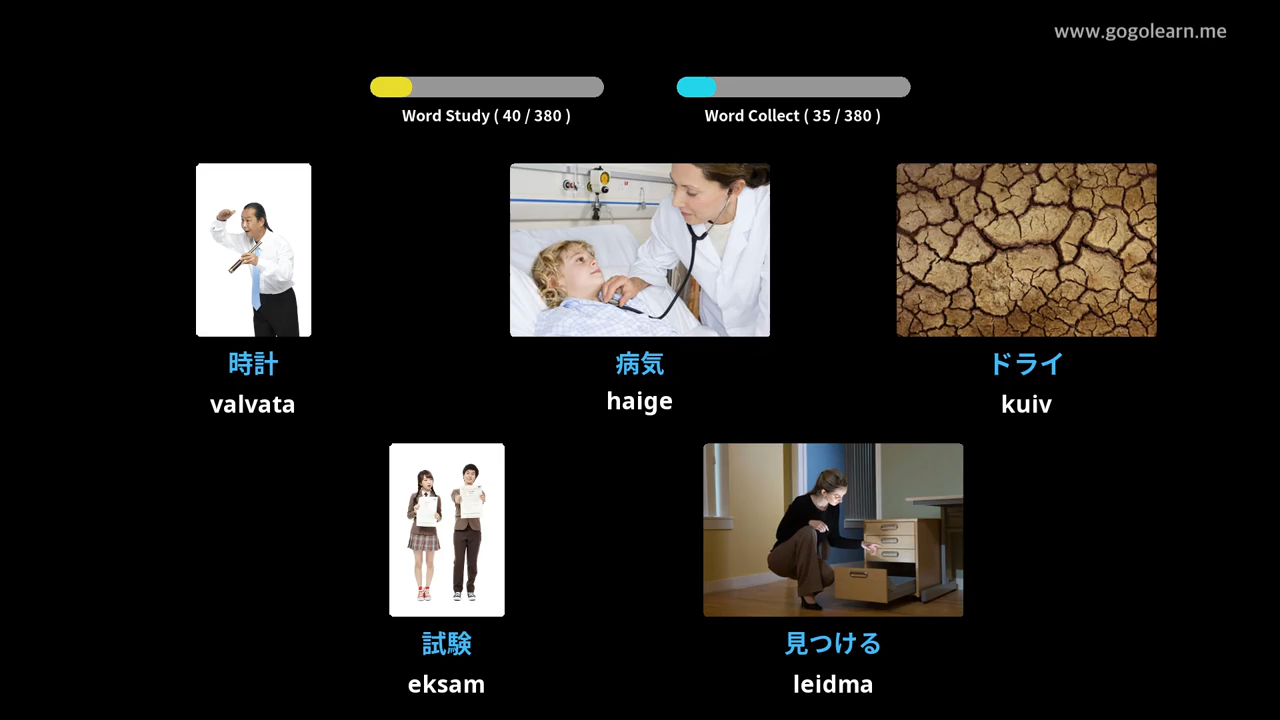 www.gogolearn.me
Word Study ( 40 / 380 )
Word Collect ( 35 / 380 )
時計
valvata
病気
haige
ドライ
kuiv
試験
eksam
見つける
leidma